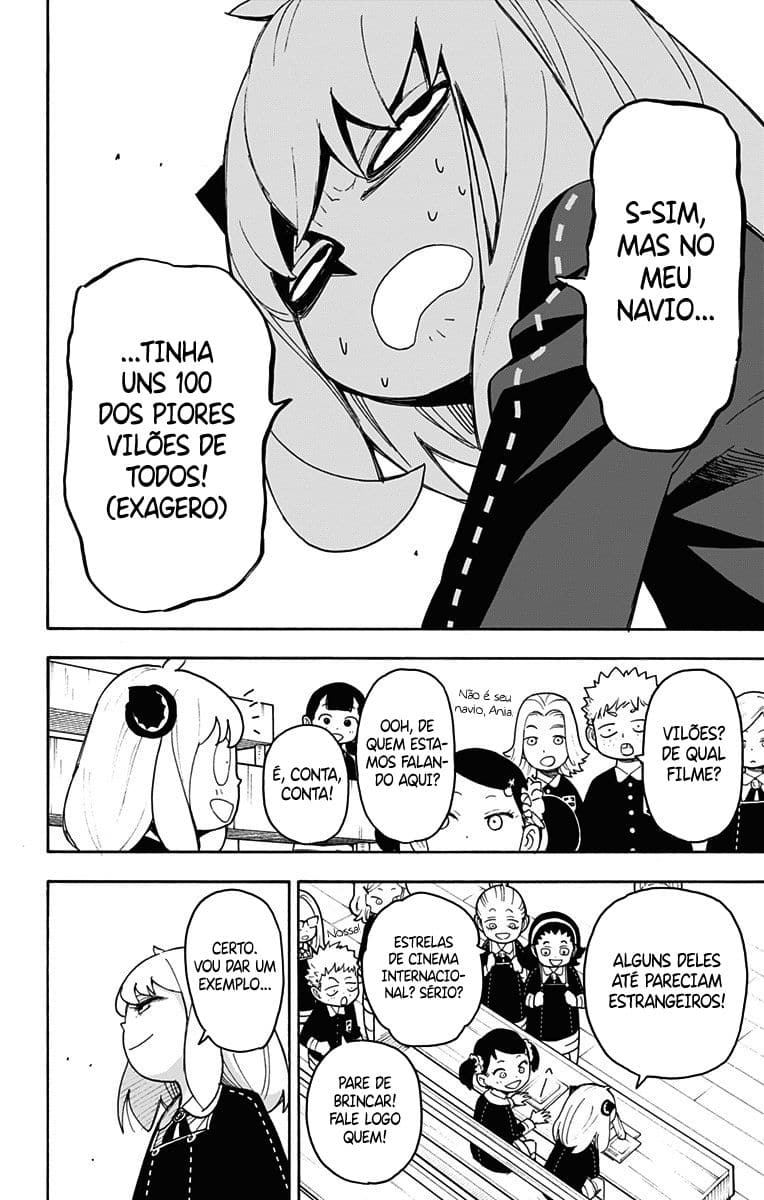 S-SIM,
MAS NO
MEU
NAVIO...
...TINHA
UNS 100
DOS PIORES
VILÕES DE
TODOS!
(EXAGERO)
VILÕES?
DE QUAL
FILME?
Não é seu
navio, Ania.
OOH, DE
QUEM ESTA-
MOS FALAN-
DO AQUI?
É, CONTA,
CONTA!
CERTO.
VOU DAR UM
EXEMPLO...
ALGUNS DELES
ATÉ PARECIAM
ESTRANGEIROS!
ESTRELAS
DE CINEMA
INTERNACIO-
NAL? SÉRIO?
Nossa!
PARE DE
BRINCAR!
FALE LOGO
QUEM!